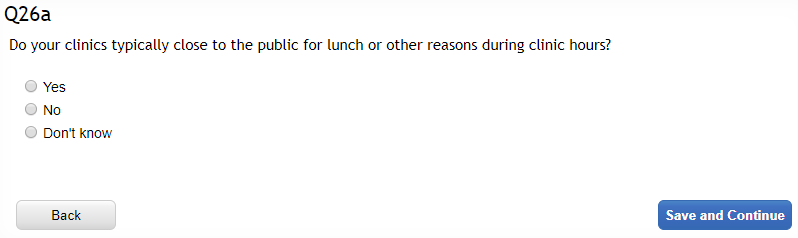 Q26a
Do your clinics typically close to the public for lunch or other reasons during clinic hours?
Yes
No
Don't know
Back
Save and Continue